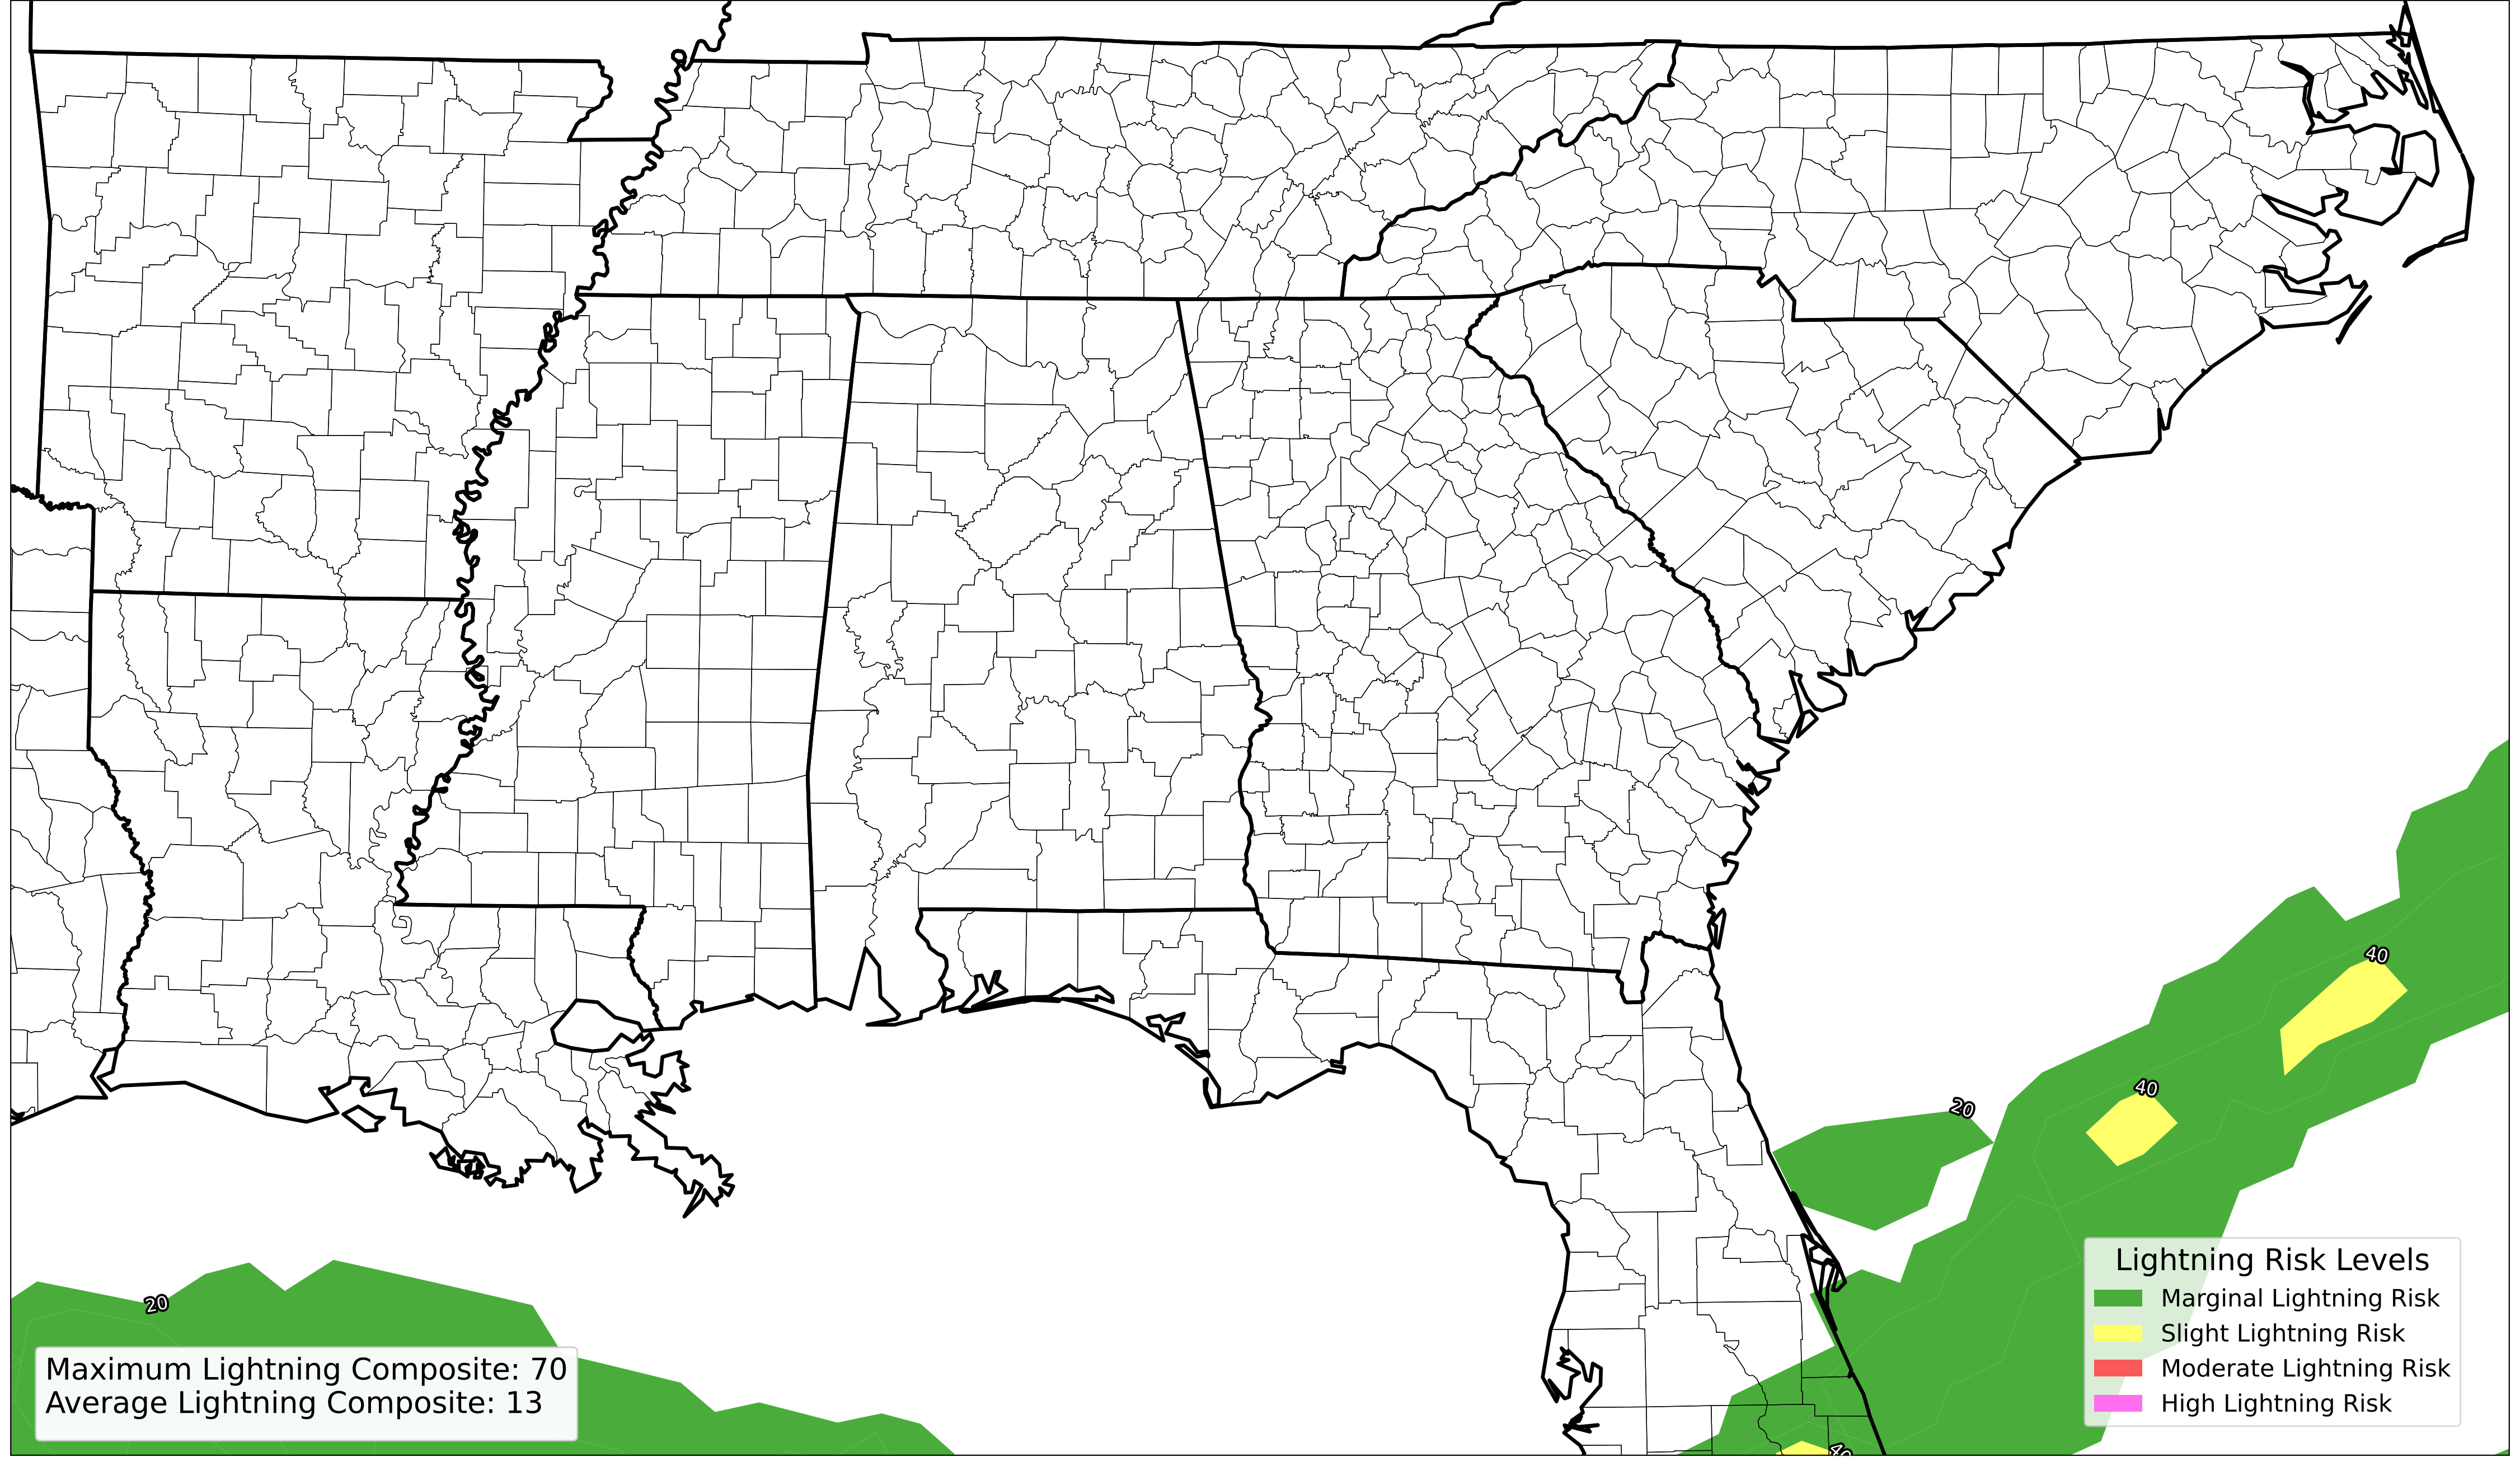 40
40
20
20
40
Lightning Risk Levels
Marginal Lightning Risk
Slight Lightning Risk
Moderate Lightning Risk
High Lightning Risk
Maximum Lightning Composite: 70
Average Lightning Composite: 13